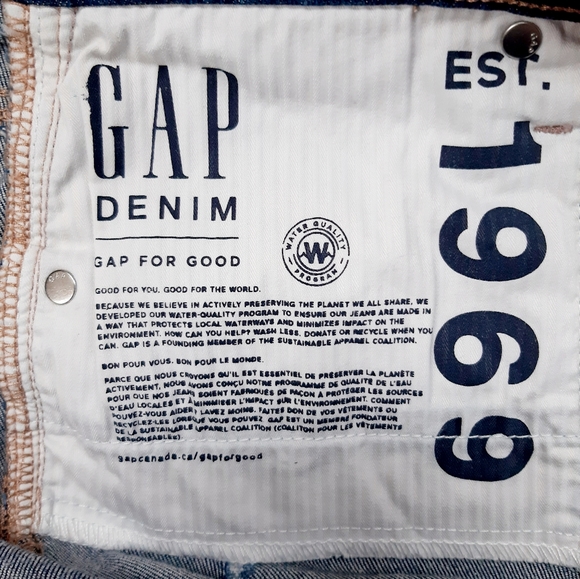 GAP
DENIM
GAP FOR GOOD
WATER QUALITY
W
PROGRAM
GOOD FOR YOU. GOOD FOR THE WORLD.
BECAUSE WE BELIEVE IN ACTIVELY PRESERVING THE PLANET WE ALL SHARE, WE
DEVELOPED OUR WATER-QUALITY PROGRAM TO ENSURE OUR JEANS ARE MADE IN
A WAY THAT PROTECTS LOCAL WATERWAYS AND MINIMIZES IMPACT ON THE
ENVIRONMENT. HOW CAN YOU HELP? WASH LESS. DONATE OR RECYCLE WHEN YOU
CAN. GAP IS A FOUNDING MEMBER OF THE SUSTAINABLE APPAREL COALITION.
BON POUR VOUS. BON POUR LE MONDE.
PARCE QUE NOUS CROYONS QU'IL EST ESSENTIEL DE PRÉSERVER LA PLANÈTE
ACTIVEMENT, NOUS AVONS CONÇU NOTRE PROGRAMME DE QUALITÉ DE L'EAU
POUR QUE NOS JEANS SOIENT FABRIQUÉS DE FAÇON À PROTÉGER LES SOURCES
D'EAU LOCALES ET À MINIMISER L'IMPACT SUR L'ENVIRONNEMENT. COMMENT
POUVEZ-VOUS AIDER? LAVEZ MOINS. FAITES DON DE VOS VÊTEMENTS OU
RECYCLEZ-LES LORSQUE VOUS POUVEZ. GAP EST UN MEMBRE FONDATEUR
DE LA SUSTAINABLE APPAREL COALITION (COALITION POUR LES VÊTEMENTS
RESPONSABLES).
gapcanada.ca/gapforgood
EST.
1969